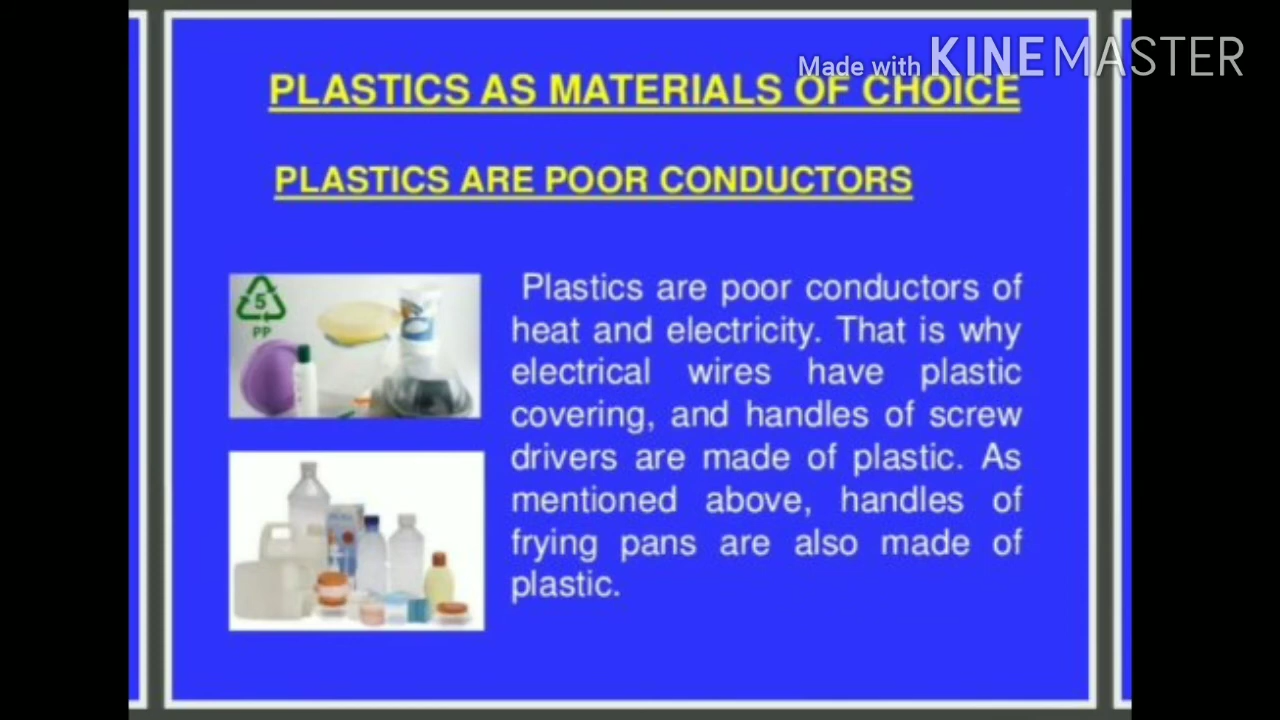 Made with KINEMASTER
PLASTICS AS MATERIALS OF CHOICE
PLASTICS ARE POOR CONDUCTORS
5
PP
Plastics are poor conductors of
heat and electricity. That is why
electrical wires have plastic
covering, and handles of screw
drivers are made of plastic. As
mentioned above, handles of
frying pans are also made of
plastic.